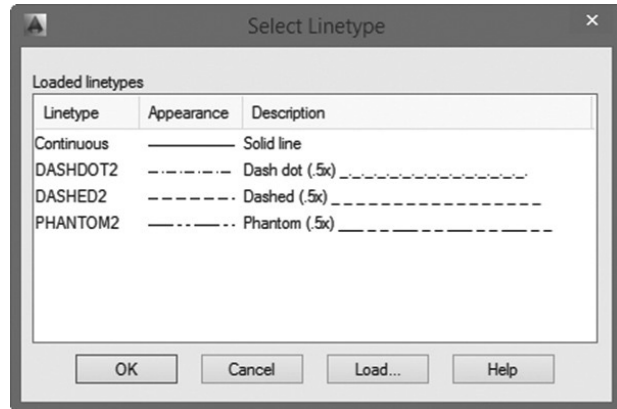 Select Linetype
Loaded linetypes
Linetype Appearance Description
Continuous Solid line
DASHDOT2 Dash dot (.5x)
DASHED2 Dashed (.5x)
PHANTOM2 Phantom (.5x)
OK Cancel Load... Help